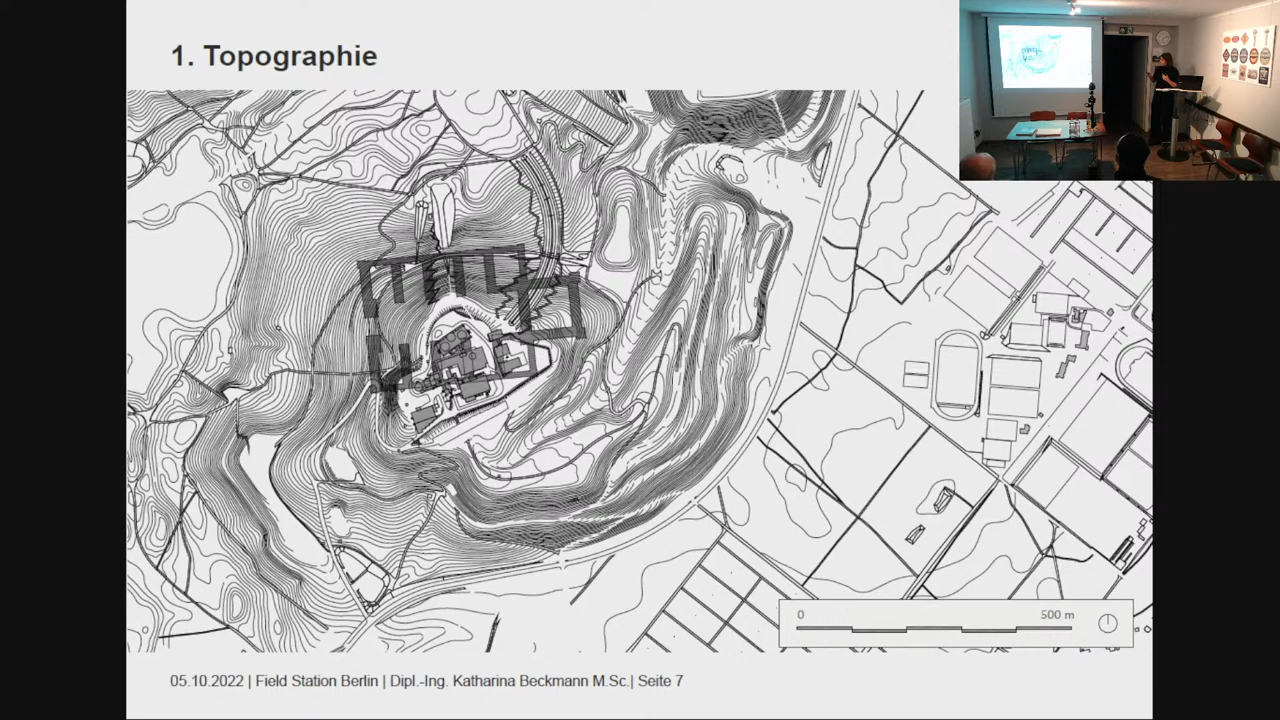 1. Topographie
0 500 m
05.10.2022 | Field Station Berlin | Dipl.-Ing. Katharina Beckmann M.Sc.| Seite 7